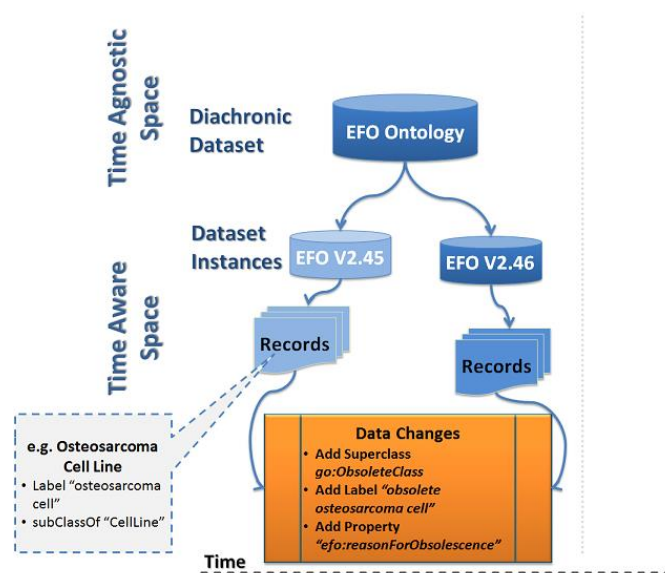 Time Agnostic
Space
Diachronic
Dataset
EFO Ontology
Time Aware
Space
Dataset
Instances
EFO V2.45
EFO V2.46
Records
Records
e.g. Osteosarcoma
Cell Line
• Label “osteosarcoma
cell”
• subClassOf “CellLine”
Data Changes
• Add Superclass
go:ObsoleteClass
• Add Label “obsolete
osteosarcoma cell”
• Add Property
“efo:reasonForObsolescence”
Time